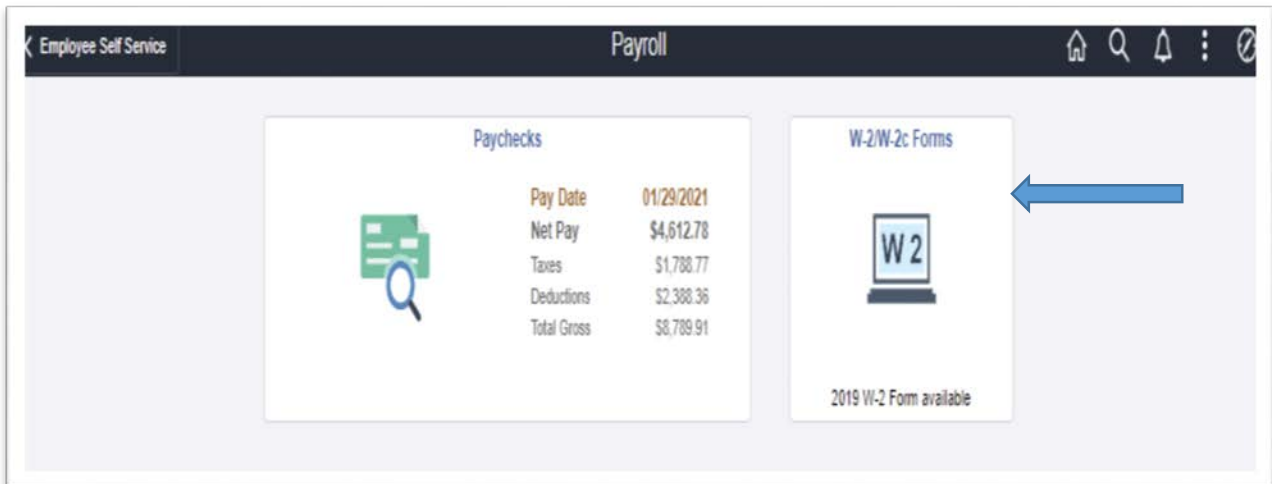 Employee Self Service
Payroll
Paychecks
Pay Date 01/29/2021
Net Pay $4,612.78
Taxes $1,788.77
Deductions $2,388.36
Total Gross $8,789.91
W-2/W-2c Forms
W 2
2019 W-2 Form available